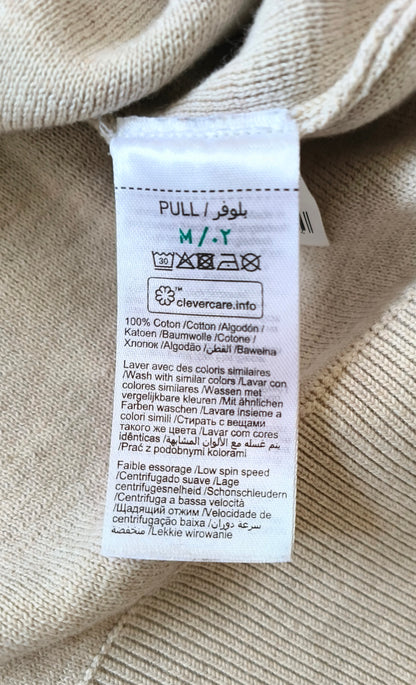 PULL / بلوفر
M/٠٢
30
™
clevercare.info
100% Coton /Cotton /Algodón /
Katoen /Baumwolle /Cotone /
Хлопок /Algodão /القطن /Bawełna
Laver avec des coloris similaires
/Wash with similar colors /Lavar con
colores similares /Wassen met
vergelijkbare kleuren /Mit ähnlichen
Farben waschen /Lavare insieme a
colori simili /Стирать с вещами
такого же цвета /Lavar com cores
idênticas /يتم غسله مع الألوان المشابهة
/Prać z podobnymi kolorami
Faible essorage /Low spin speed
/Centrifugado suave /Lage
centrifugesnelheid /Schonschleudern
/Centrifuga a bassa velocità
/Щадящий отжим /Velocidade de
centrifugação baixa /سرعة دوران
منخفضة /Lekkie wirowanie